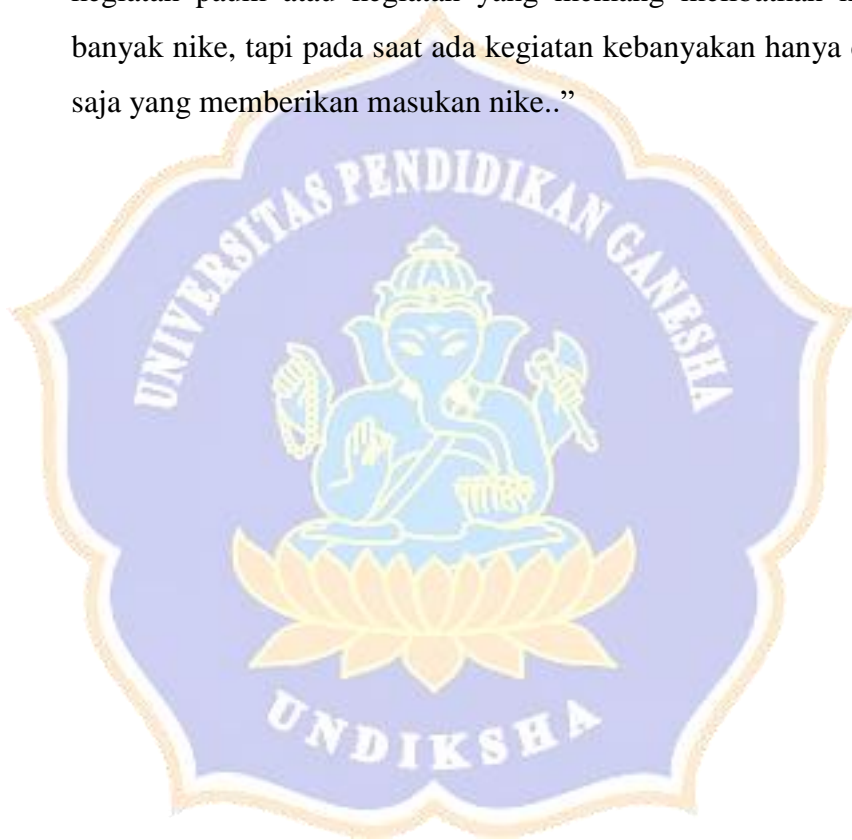 banyak nike, tapi pada saat ada kegiatan kebanyakan hanya
saja yang memberikan masukan nike..”
UNIVERSITAS PENDIDIKAN GANESHA
UNDIKSHA